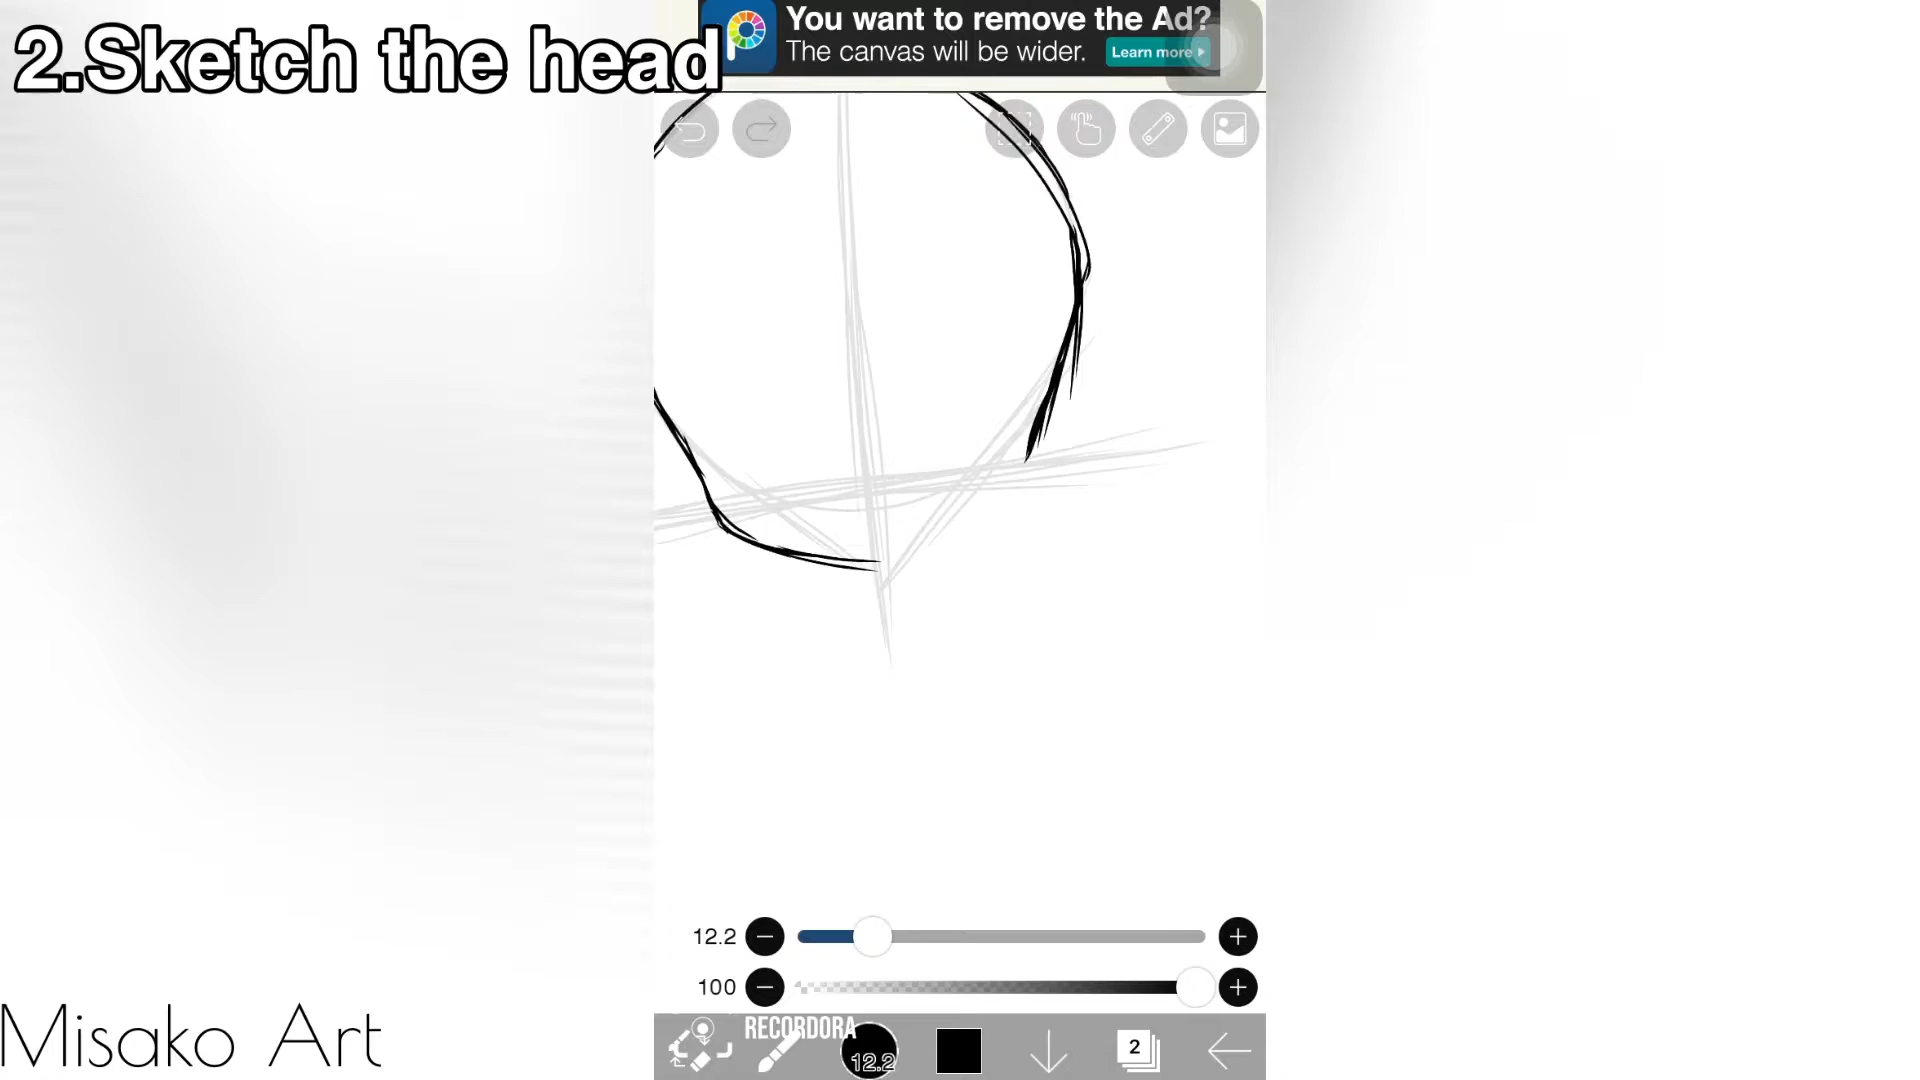 2.Sketch the head
You want to remove the Ad?
The canvas will be wider.
Learn more
12.2
100
RECORDORA
12.2
2
Misako Art